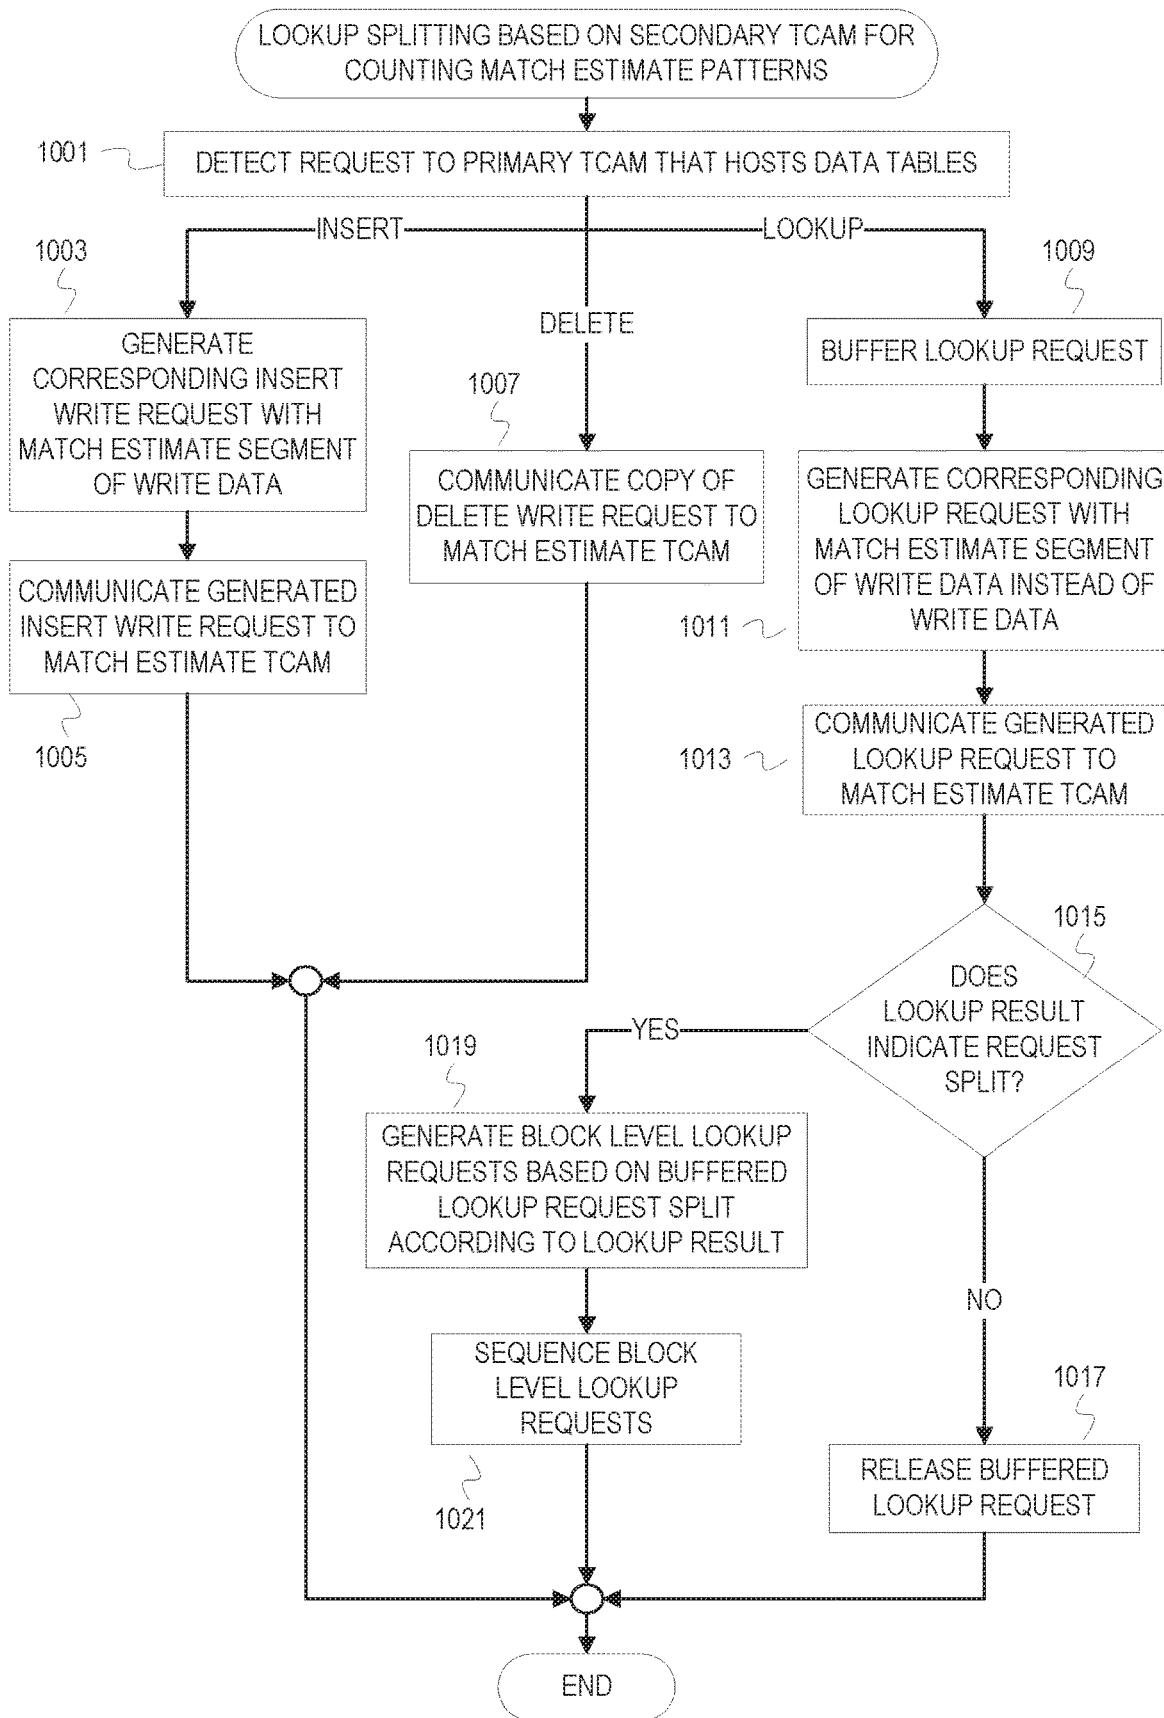 LOOKUP SPLITTING BASED ON SECONDARY TCAM FOR
COUNTING MATCH ESTIMATE PATTERNS
1001
DETECT REQUEST TO PRIMARY TCAM THAT HOSTS DATA TABLES
INSERT
LOOKUP
DELETE
1003
GENERATE
CORRESPONDING INSERT
WRITE REQUEST WITH
MATCH ESTIMATE SEGMENT
OF WRITE DATA
COMMUNICATE GENERATED
INSERT WRITE REQUEST TO
MATCH ESTIMATE TCAM
1005
1007
COMMUNICATE COPY OF
DELETE WRITE REQUEST TO
MATCH ESTIMATE TCAM
1009
BUFFER LOOKUP REQUEST
GENERATE CORRESPONDING
LOOKUP REQUEST WITH
MATCH ESTIMATE SEGMENT
OF WRITE DATA INSTEAD OF
WRITE DATA
1011
COMMUNICATE GENERATED
LOOKUP REQUEST TO
MATCH ESTIMATE TCAM
1013
1015
DOES
LOOKUP RESULT
INDICATE REQUEST
SPLIT?
YES
1019
GENERATE BLOCK LEVEL LOOKUP
REQUESTS BASED ON BUFFERED
LOOKUP REQUEST SPLIT
ACCORDING TO LOOKUP RESULT
SEQUENCE BLOCK
LEVEL LOOKUP
REQUESTS
1021
NO
1017
RELEASE BUFFERED
LOOKUP REQUEST
END